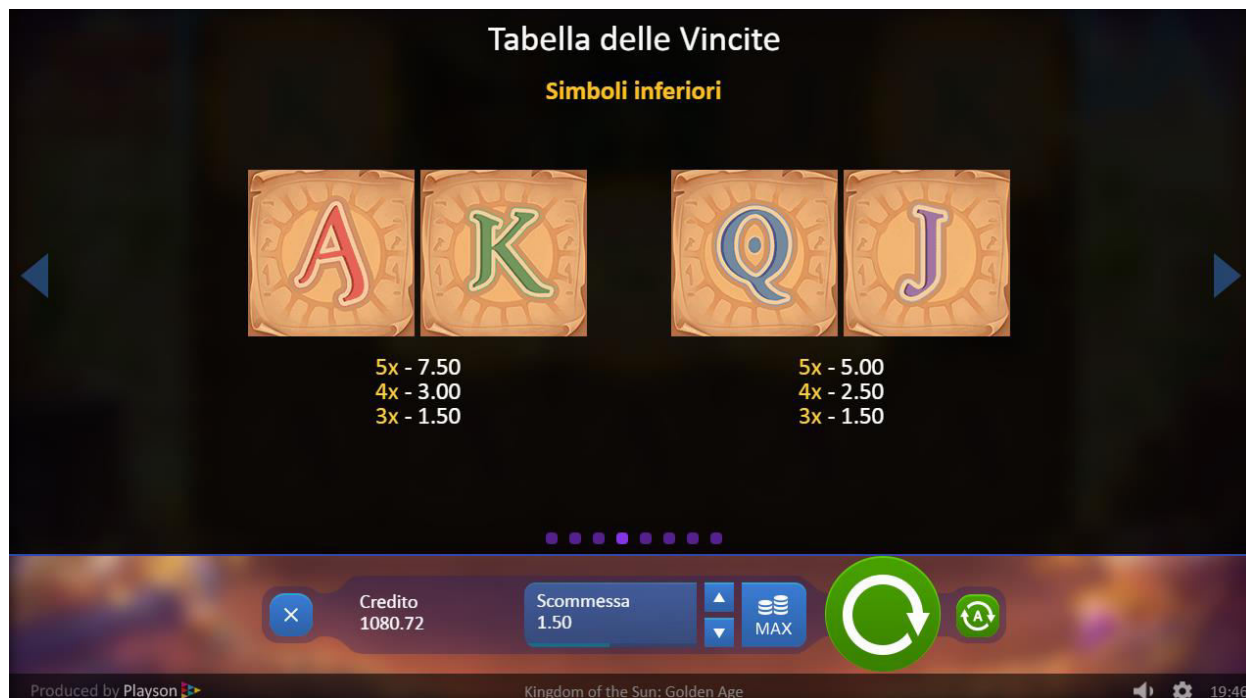 Tabella delle Vincite
Simboli inferiori
A K Q J
5x - 7.50
4x - 3.00
3x - 1.50
5x - 5.00
4x - 2.50
3x - 1.50
Credito
1080.72
Scommessa
1.50
MAX
A
Produced by Playson
Kingdom of the Sun: Golden Age
19:46